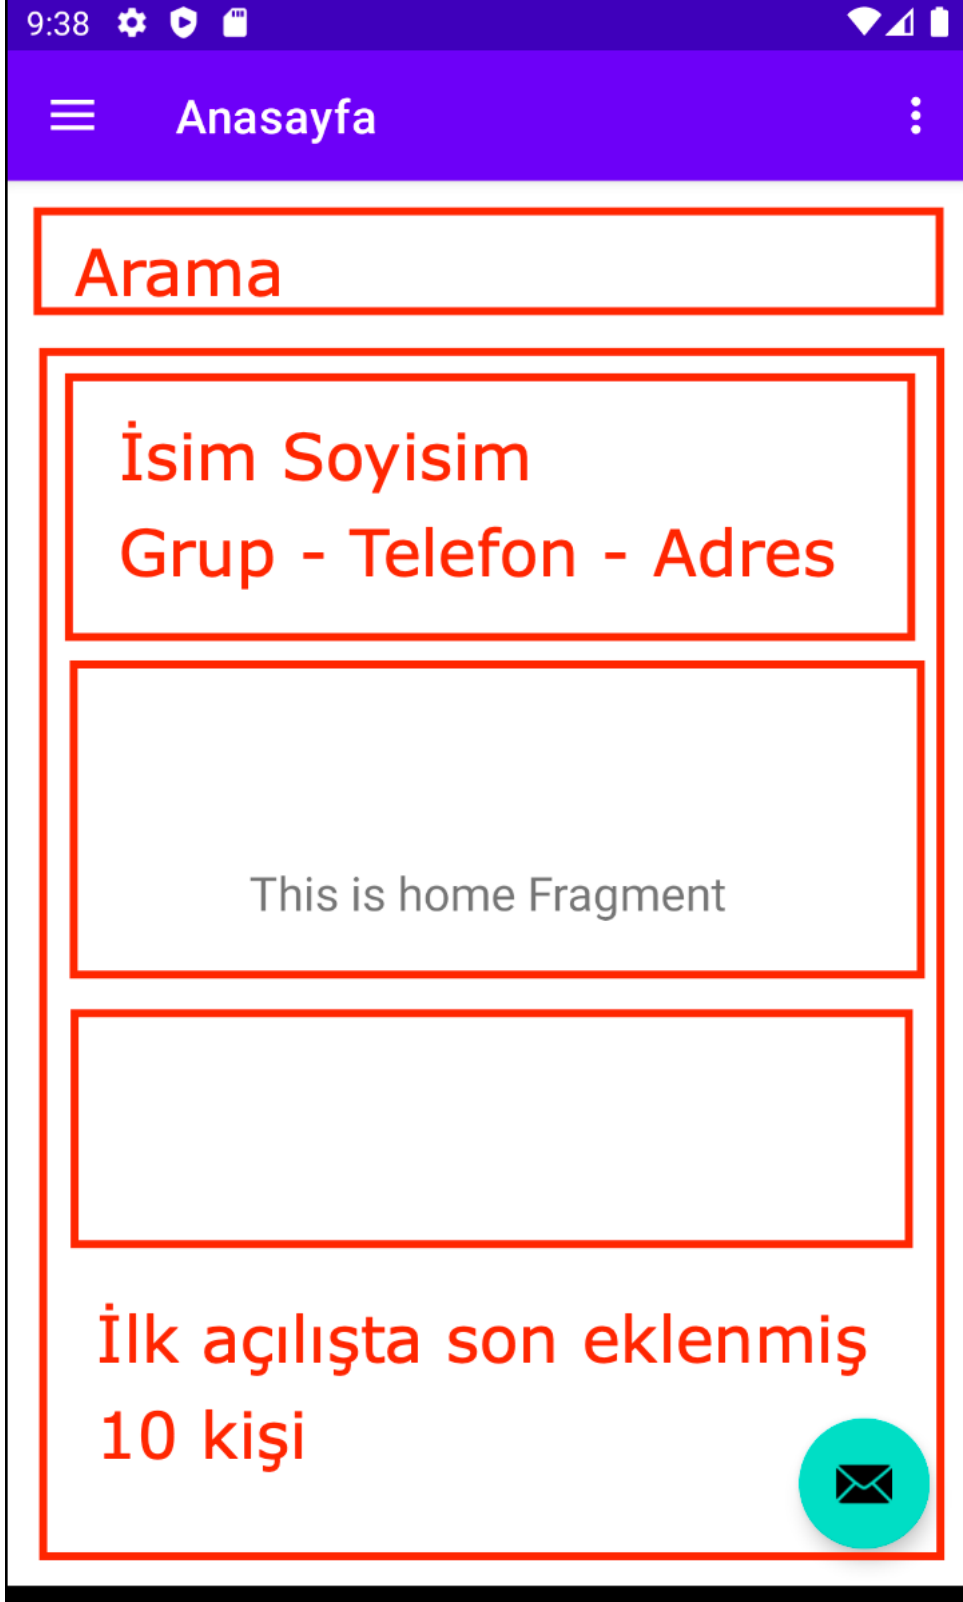 9:38
Anasayfa
Arama
İsim Soyisim
Grup - Telefon - Adres
This is home Fragment
İlk açılışta son eklenmiş
10 kişi